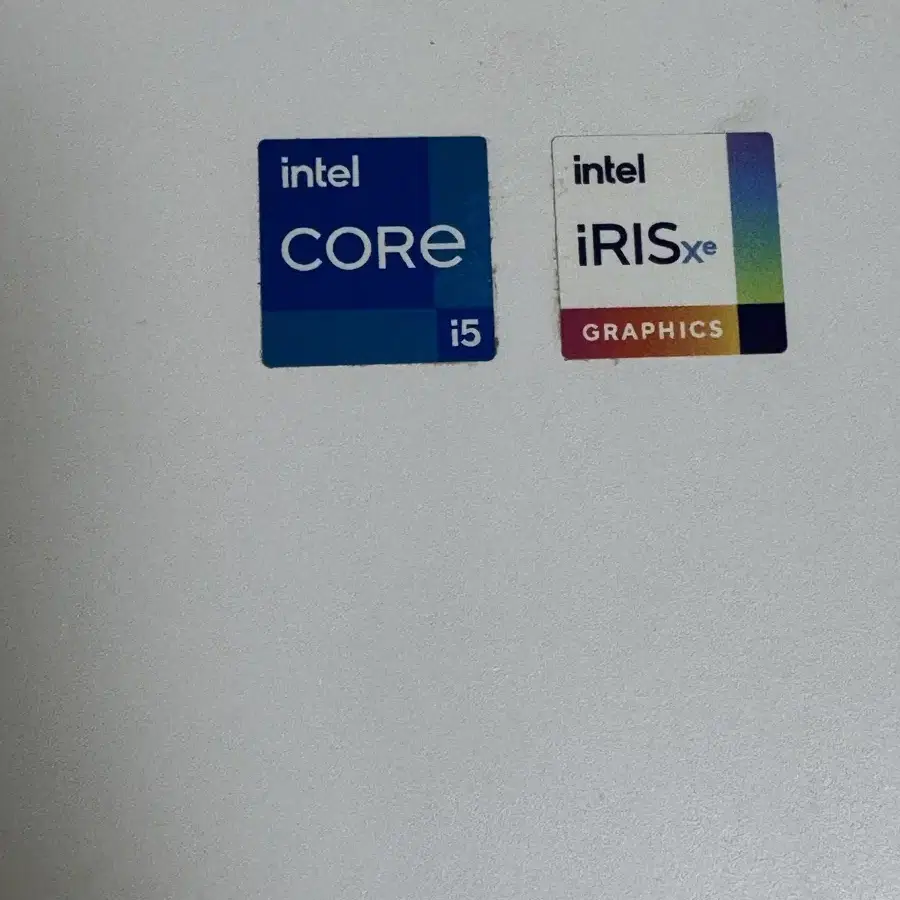 intel
CORE
i5
intel
iRISxe
GRAPHICS